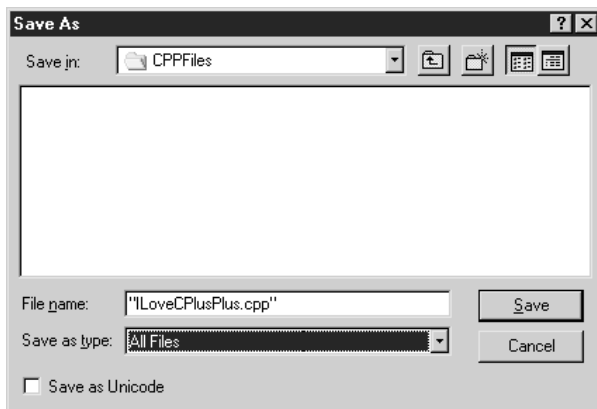 Save As
Save in: CPPFiles
File name: "ILoveCPlusPlus.cpp" Save
Save as type: All Files Cancel
Save as Unicode